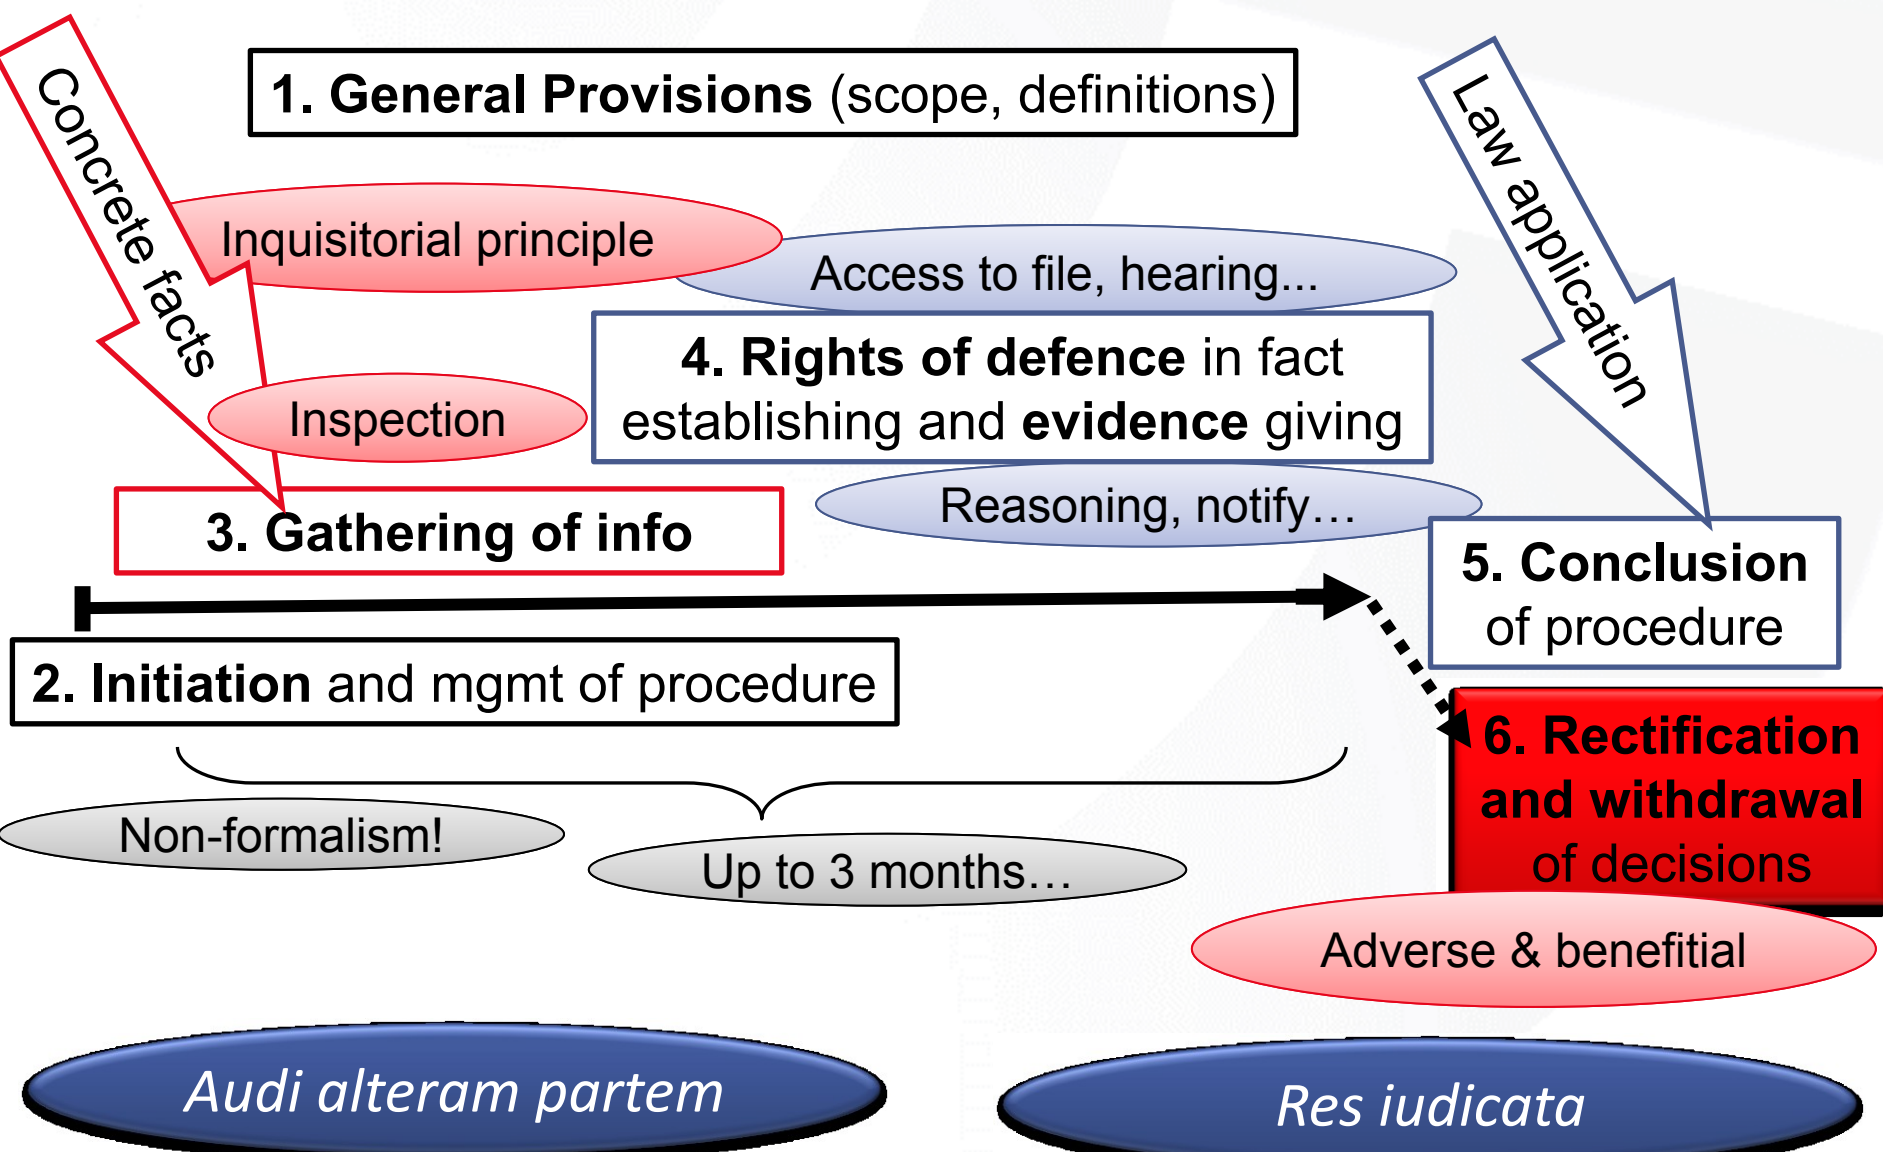 Concrete facts
1. General Provisions (scope, definitions)
Law application
Inquisitorial principle
Access to file, hearing...
4. Rights of defence in fact
establishing and evidence giving
Inspection
Reasoning, notify…
3. Gathering of info
5. Conclusion
of procedure
2. Initiation and mgmt of procedure
6. Rectification
and withdrawal
of decisions
Non-formalism!
Up to 3 months…
Adverse & benefitial
Audi alteram partem
Res iudicata